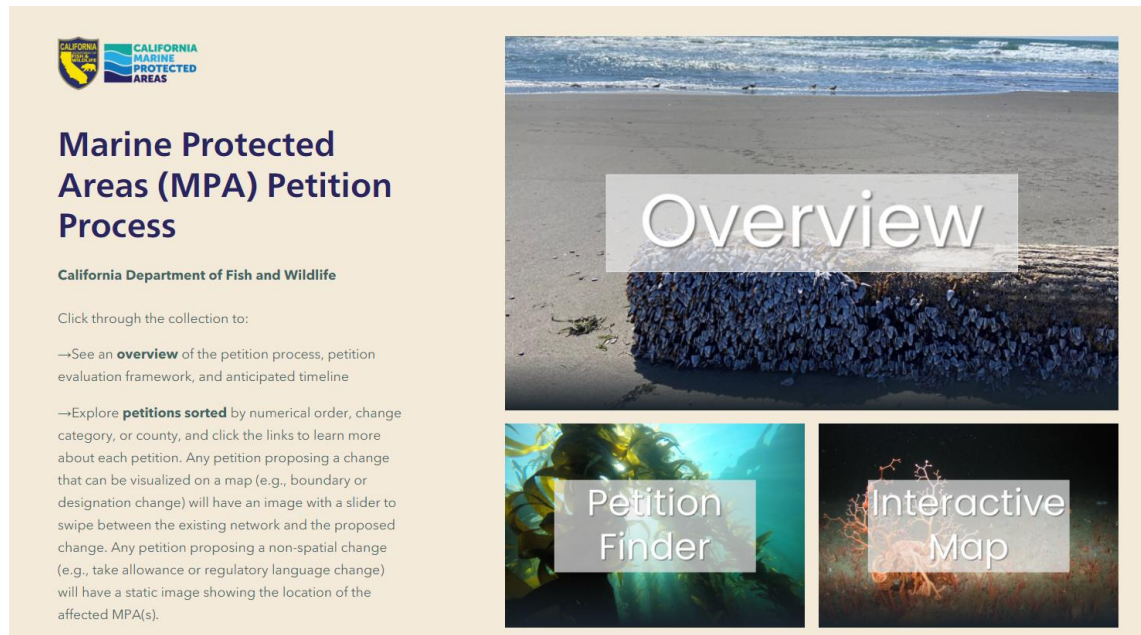 CALIFORNIA
FISH & WILDLIFE
CALIFORNIA
MARINE
PROTECTED
AREAS
Marine Protected
Areas (MPA) Petition
Process
California Department of Fish and Wildlife
Click through the collection to:
→See an overview of the petition process, petition
evaluation framework, and anticipated timeline
→Explore petitions sorted by numerical order, change
category, or county, and click the links to learn more
about each petition. Any petition proposing a change
that can be visualized on a map (e.g., boundary or
designation change) will have an image with a slider to
swipe between the existing network and the proposed
change. Any petition proposing a non-spatial change
(e.g., take allowance or regulatory language change)
will have a static image showing the location of the
affected MPA(s).
Overview
Petition
Finder
Interactive
Map